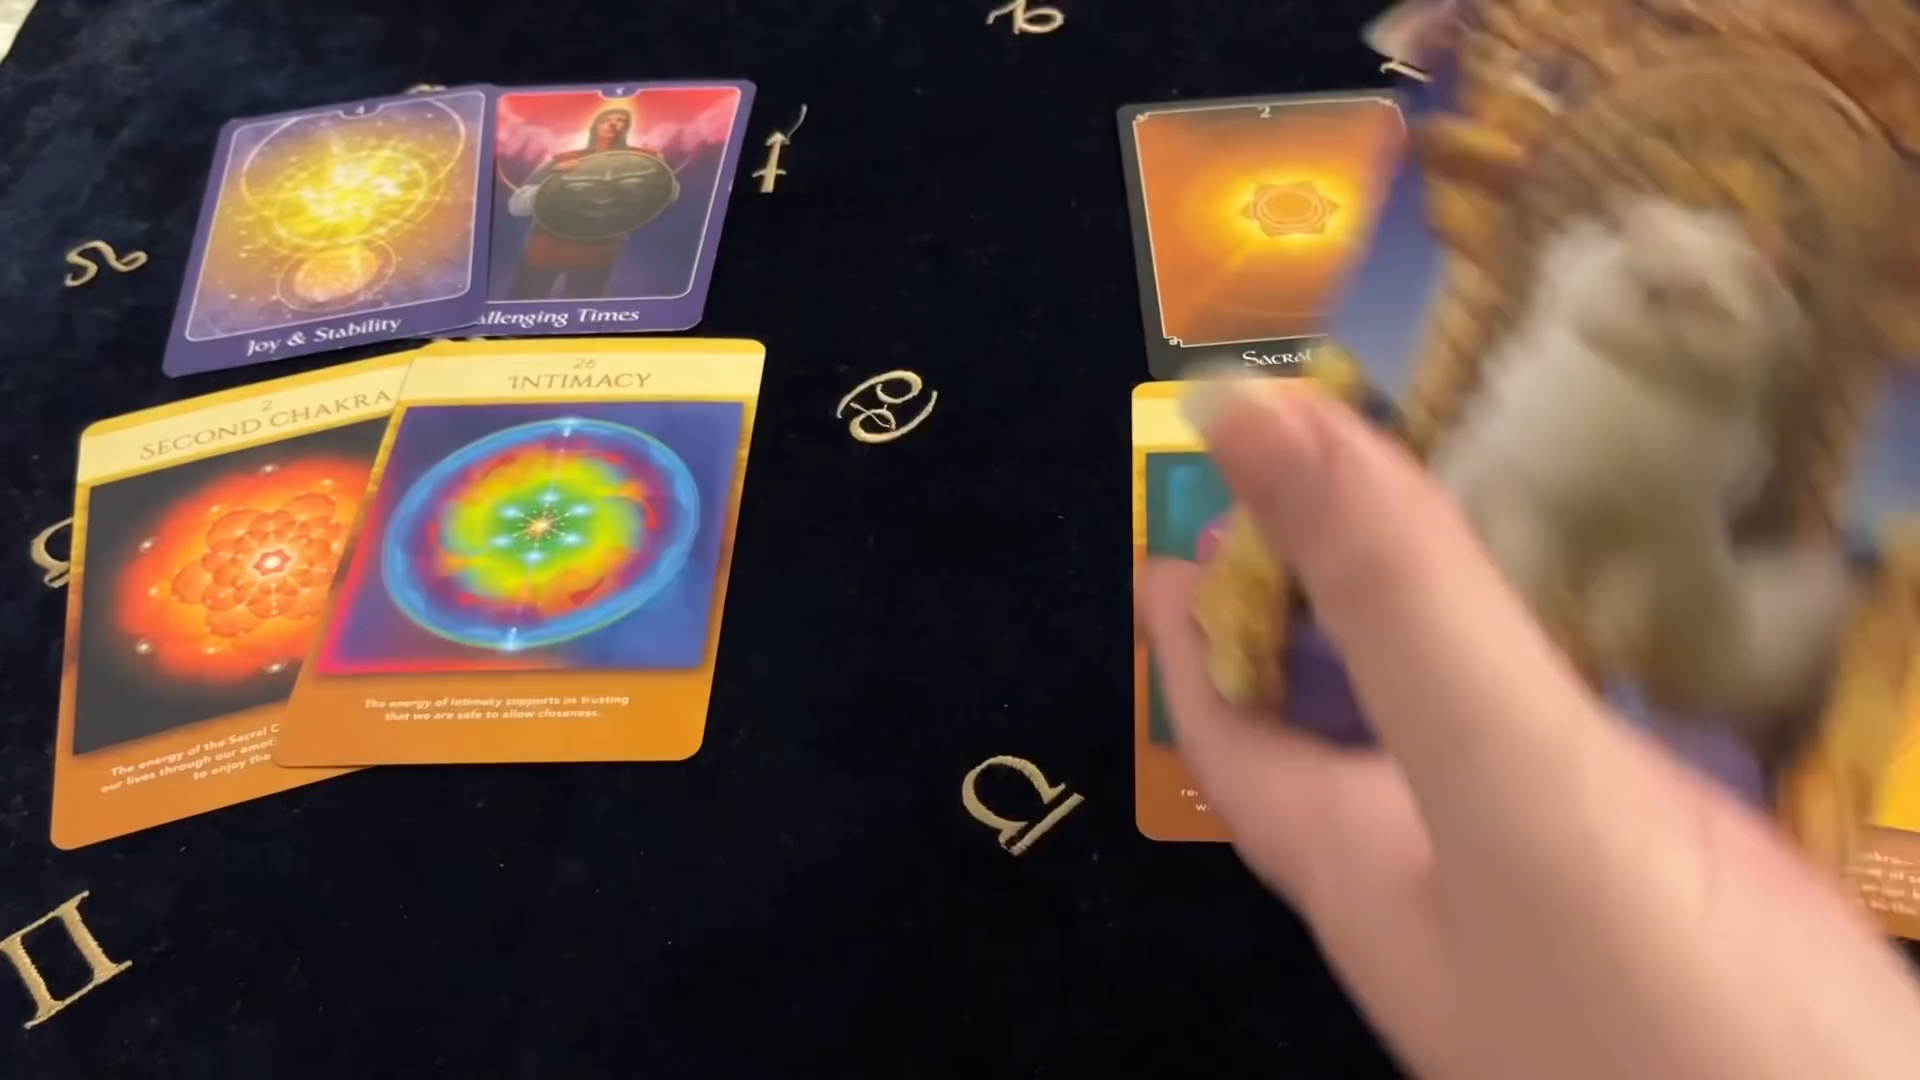 4
Joy & Stability
5
allenging Times
2
SECOND CHAKRA
The energy of the Sacral C
our lives through our emot
to enjoy the
26
INTIMACY
The energy of Intimacy supports us trusting
that we are safe to allow closeness.
2
Sacral